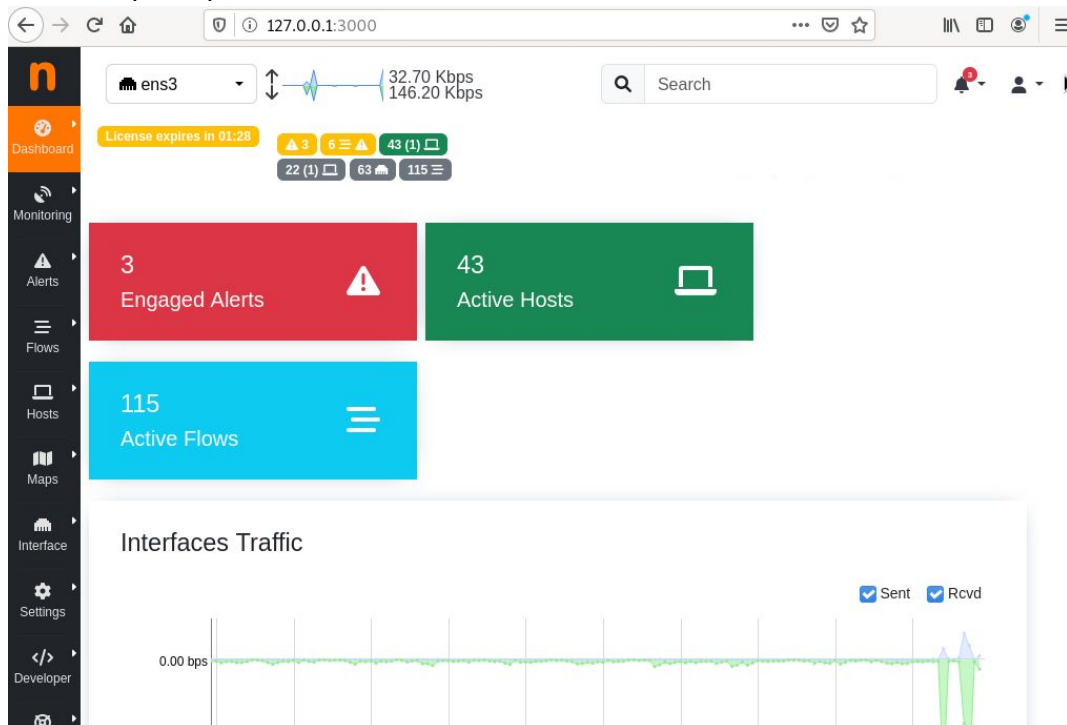 127.0.0.1:3000
n
ens3
32.70 Kbps
146.20 Kbps
Search
3
Dashboard
License expires in 01:28
3
6
43 (1)
22 (1)
63
115
Monitoring
Alerts
Flows
Hosts
Maps
Interface
Settings
</>
Developer
3
Engaged Alerts
43
Active Hosts
115
Active Flows
Interfaces Traffic
Sent
Rcvd
0.00 bps